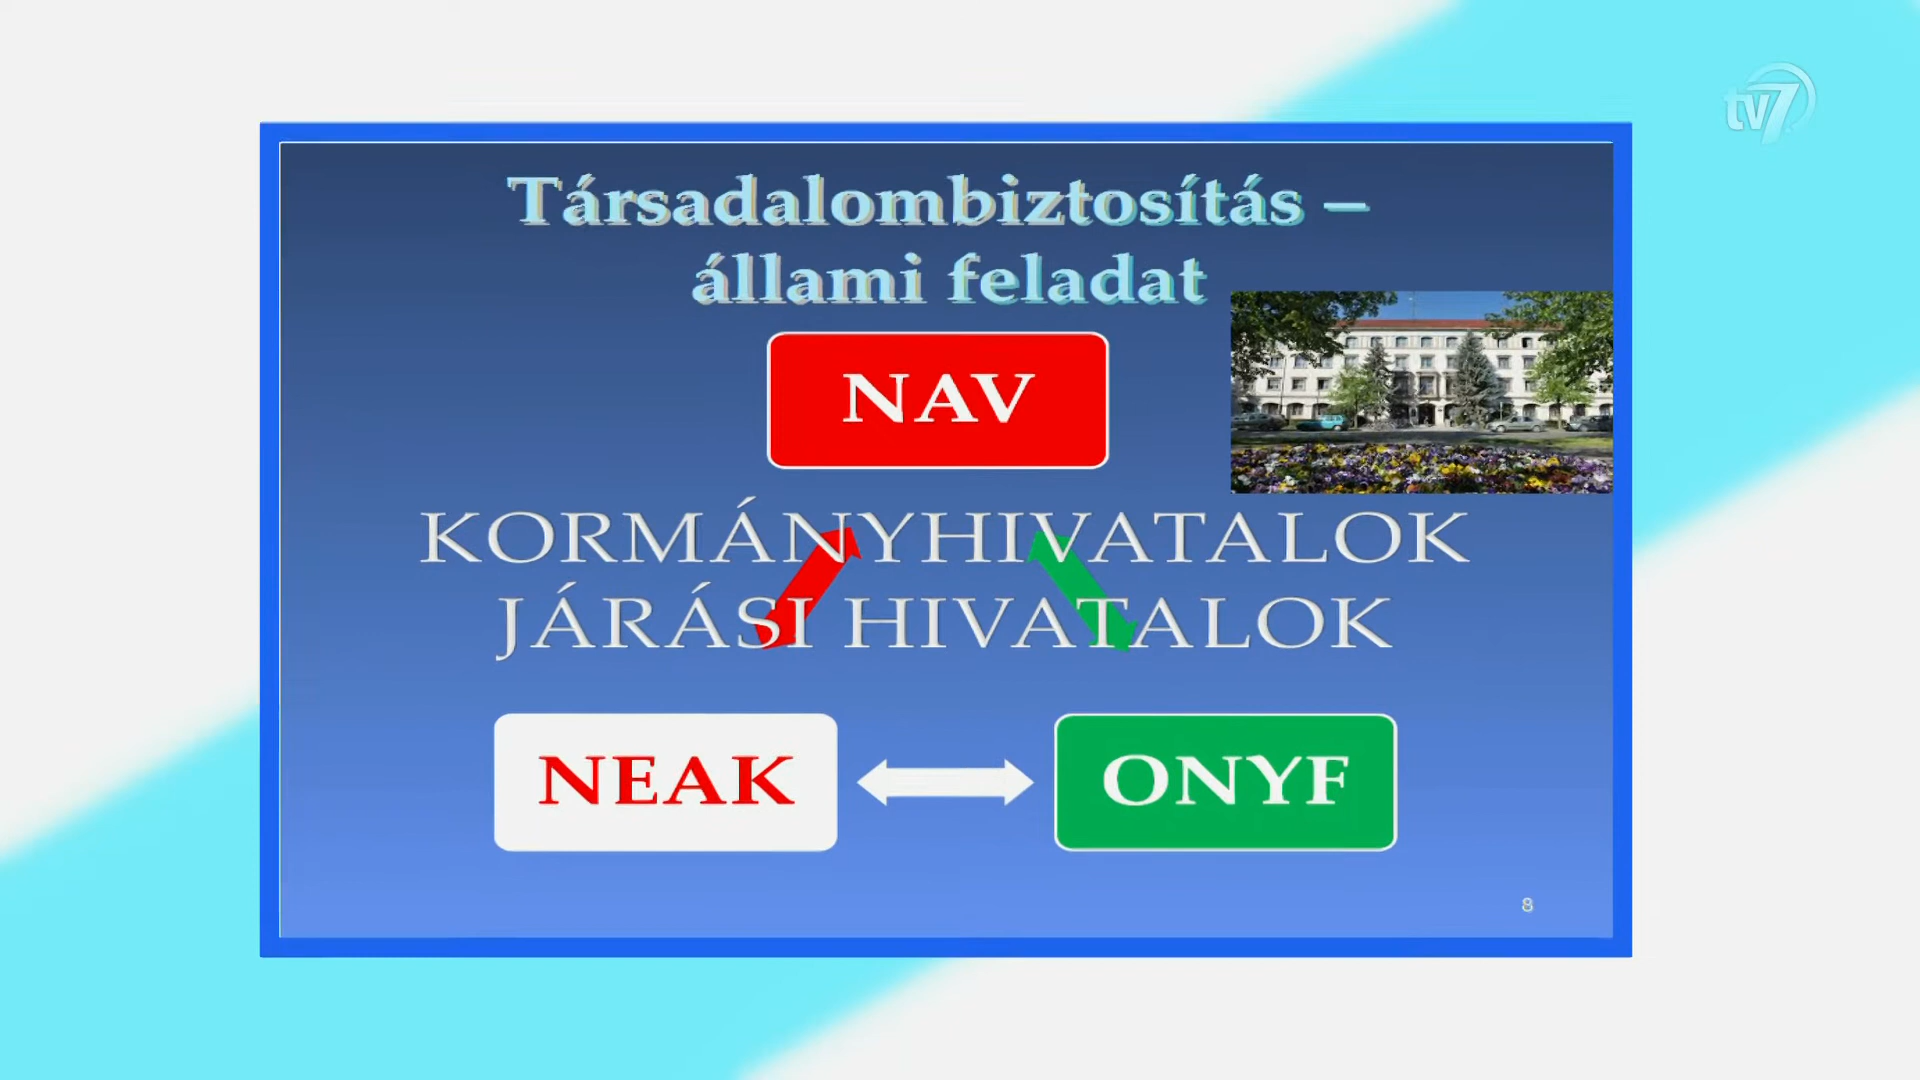 tv7
Társadalombiztosítás –
állami feladat
NAV
KORMÁNYHIVATALOK
JÁRÁSI HIVATALOK
NEAK
ONYF
8